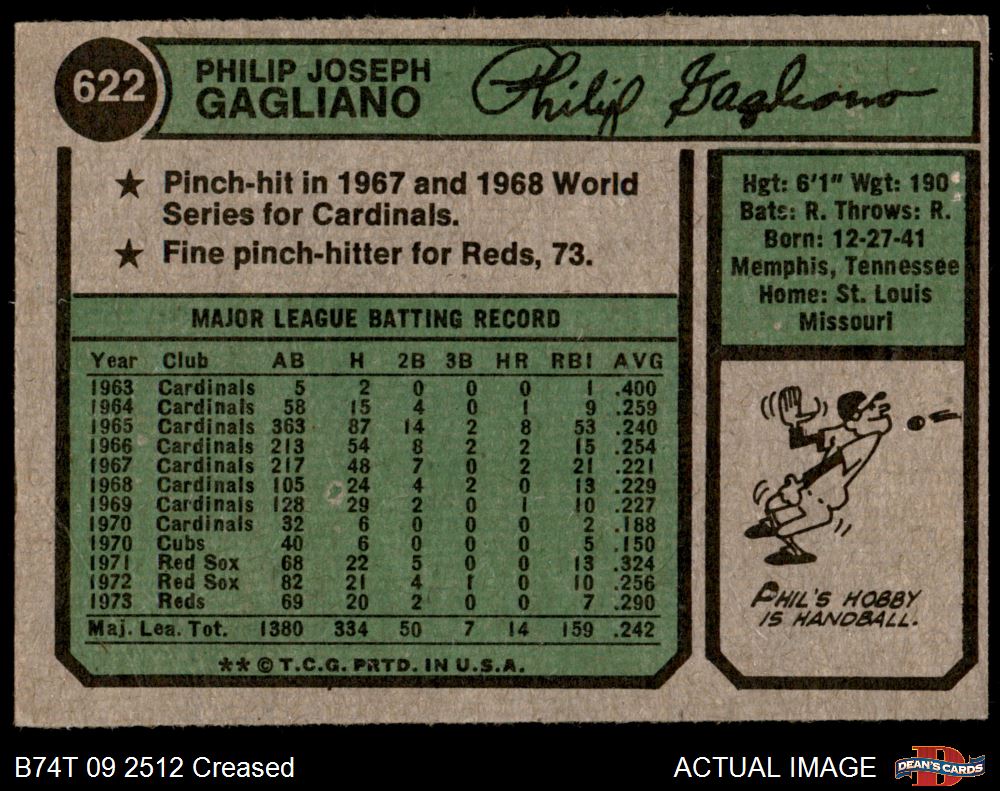 622
PHILIP JOSEPH
GAGLIANO
Philip Gagliano
★ Pinch-hit in 1967 and 1968 World
Series for Cardinals.
★ Fine pinch-hitter for Reds, 73.
MAJOR LEAGUE BATTING RECORD
Year Club AB H 2B 3B HR RBI AVG
1963 Cardinals 5 2 0 0 0 1 .400
1964 Cardinals 58 15 4 0 1 9 .259
1965 Cardinals 363 87 14 2 8 53 .240
1966 Cardinals 213 54 8 2 2 15 .254
1967 Cardinals 217 48 7 0 2 21 .221
1968 Cardinals 105 24 4 2 0 13 .229
1969 Cardinals 128 29 2 0 1 10 .227
1970 Cardinals 32 6 0 0 0 2 .188
1970 Cubs 40 6 0 0 0 5 .150
1971 Red Sox 68 22 5 0 0 13 .324
1972 Red Sox 82 21 4 1 0 10 .256
1973 Reds 69 20 2 0 0 7 .290
Maj. Lea. Tot. 1380 334 50 7 14 159 .242
** © T.C.G. PRTD. IN U.S.A.
Hgt: 6'1" Wgt: 190
Bats: R. Throws: R.
Born: 12-27-41
Memphis, Tennessee
Home: St. Louis
Missouri
PHIL'S HOBBY
IS HANDBALL.
B74T 09 2512 Creased
ACTUAL IMAGE
DEAN'S CARDS